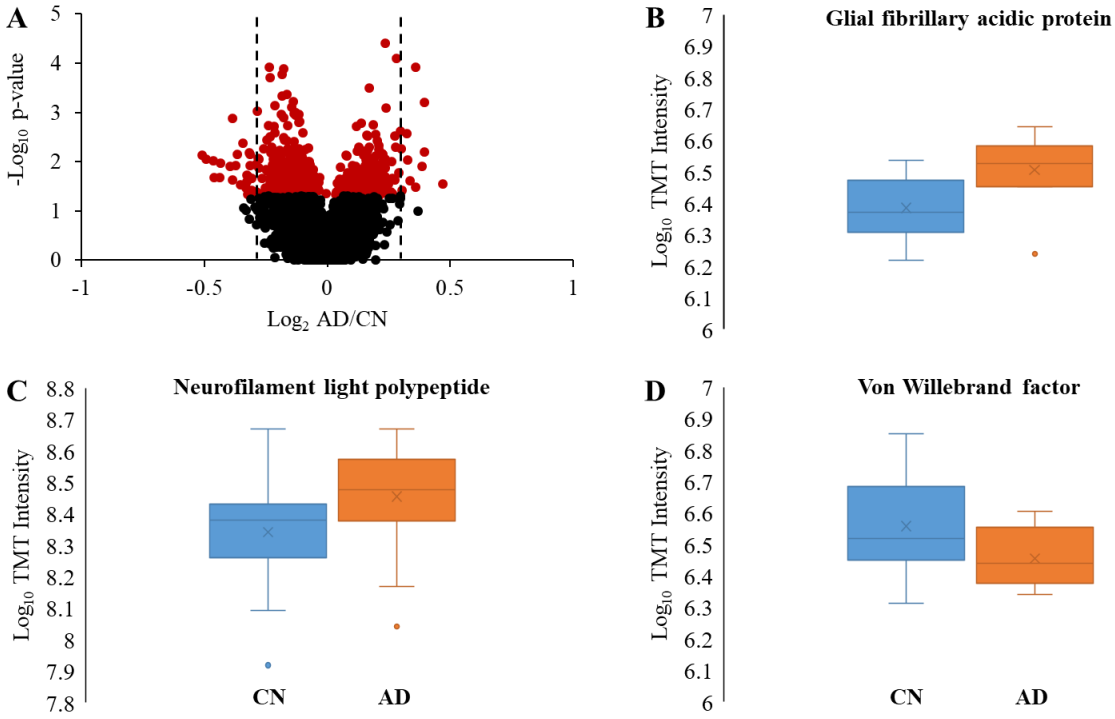 A
5
4
3
2
1
0
-Log10 p-value
-1
-0.5
0
0.5
1
Log2 AD/CN
B
Glial fibrillary acidic protein
7
6.9
6.8
6.7
6.6
6.5
6.4
6.3
6.2
6.1
6
Log10 TMT Intensity
C
Neurofilament light polypeptide
8.8
8.7
8.6
8.5
8.4
8.3
8.2
8.1
8
7.9
7.8
Log10 TMT Intensity
CN
AD
D
Von Willebrand factor
7
6.9
6.8
6.7
6.6
6.5
6.4
6.3
6.2
6.1
6
Log10 TMT Intensity
CN
AD